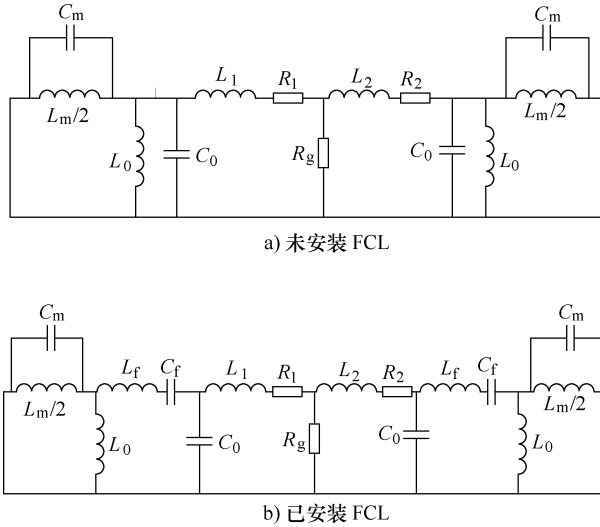 Cm Cm
L1 R1 L2 R2
Lm/2 Lm/2
L0 C0 Rg C0 L0
a) 未安装 FCL
Cm Cm
Lf Cf L1 R1 L2 R2 Lf Cf
Lm/2 Lm/2
L0 C0 Rg C0 L0
b) 已安装 FCL